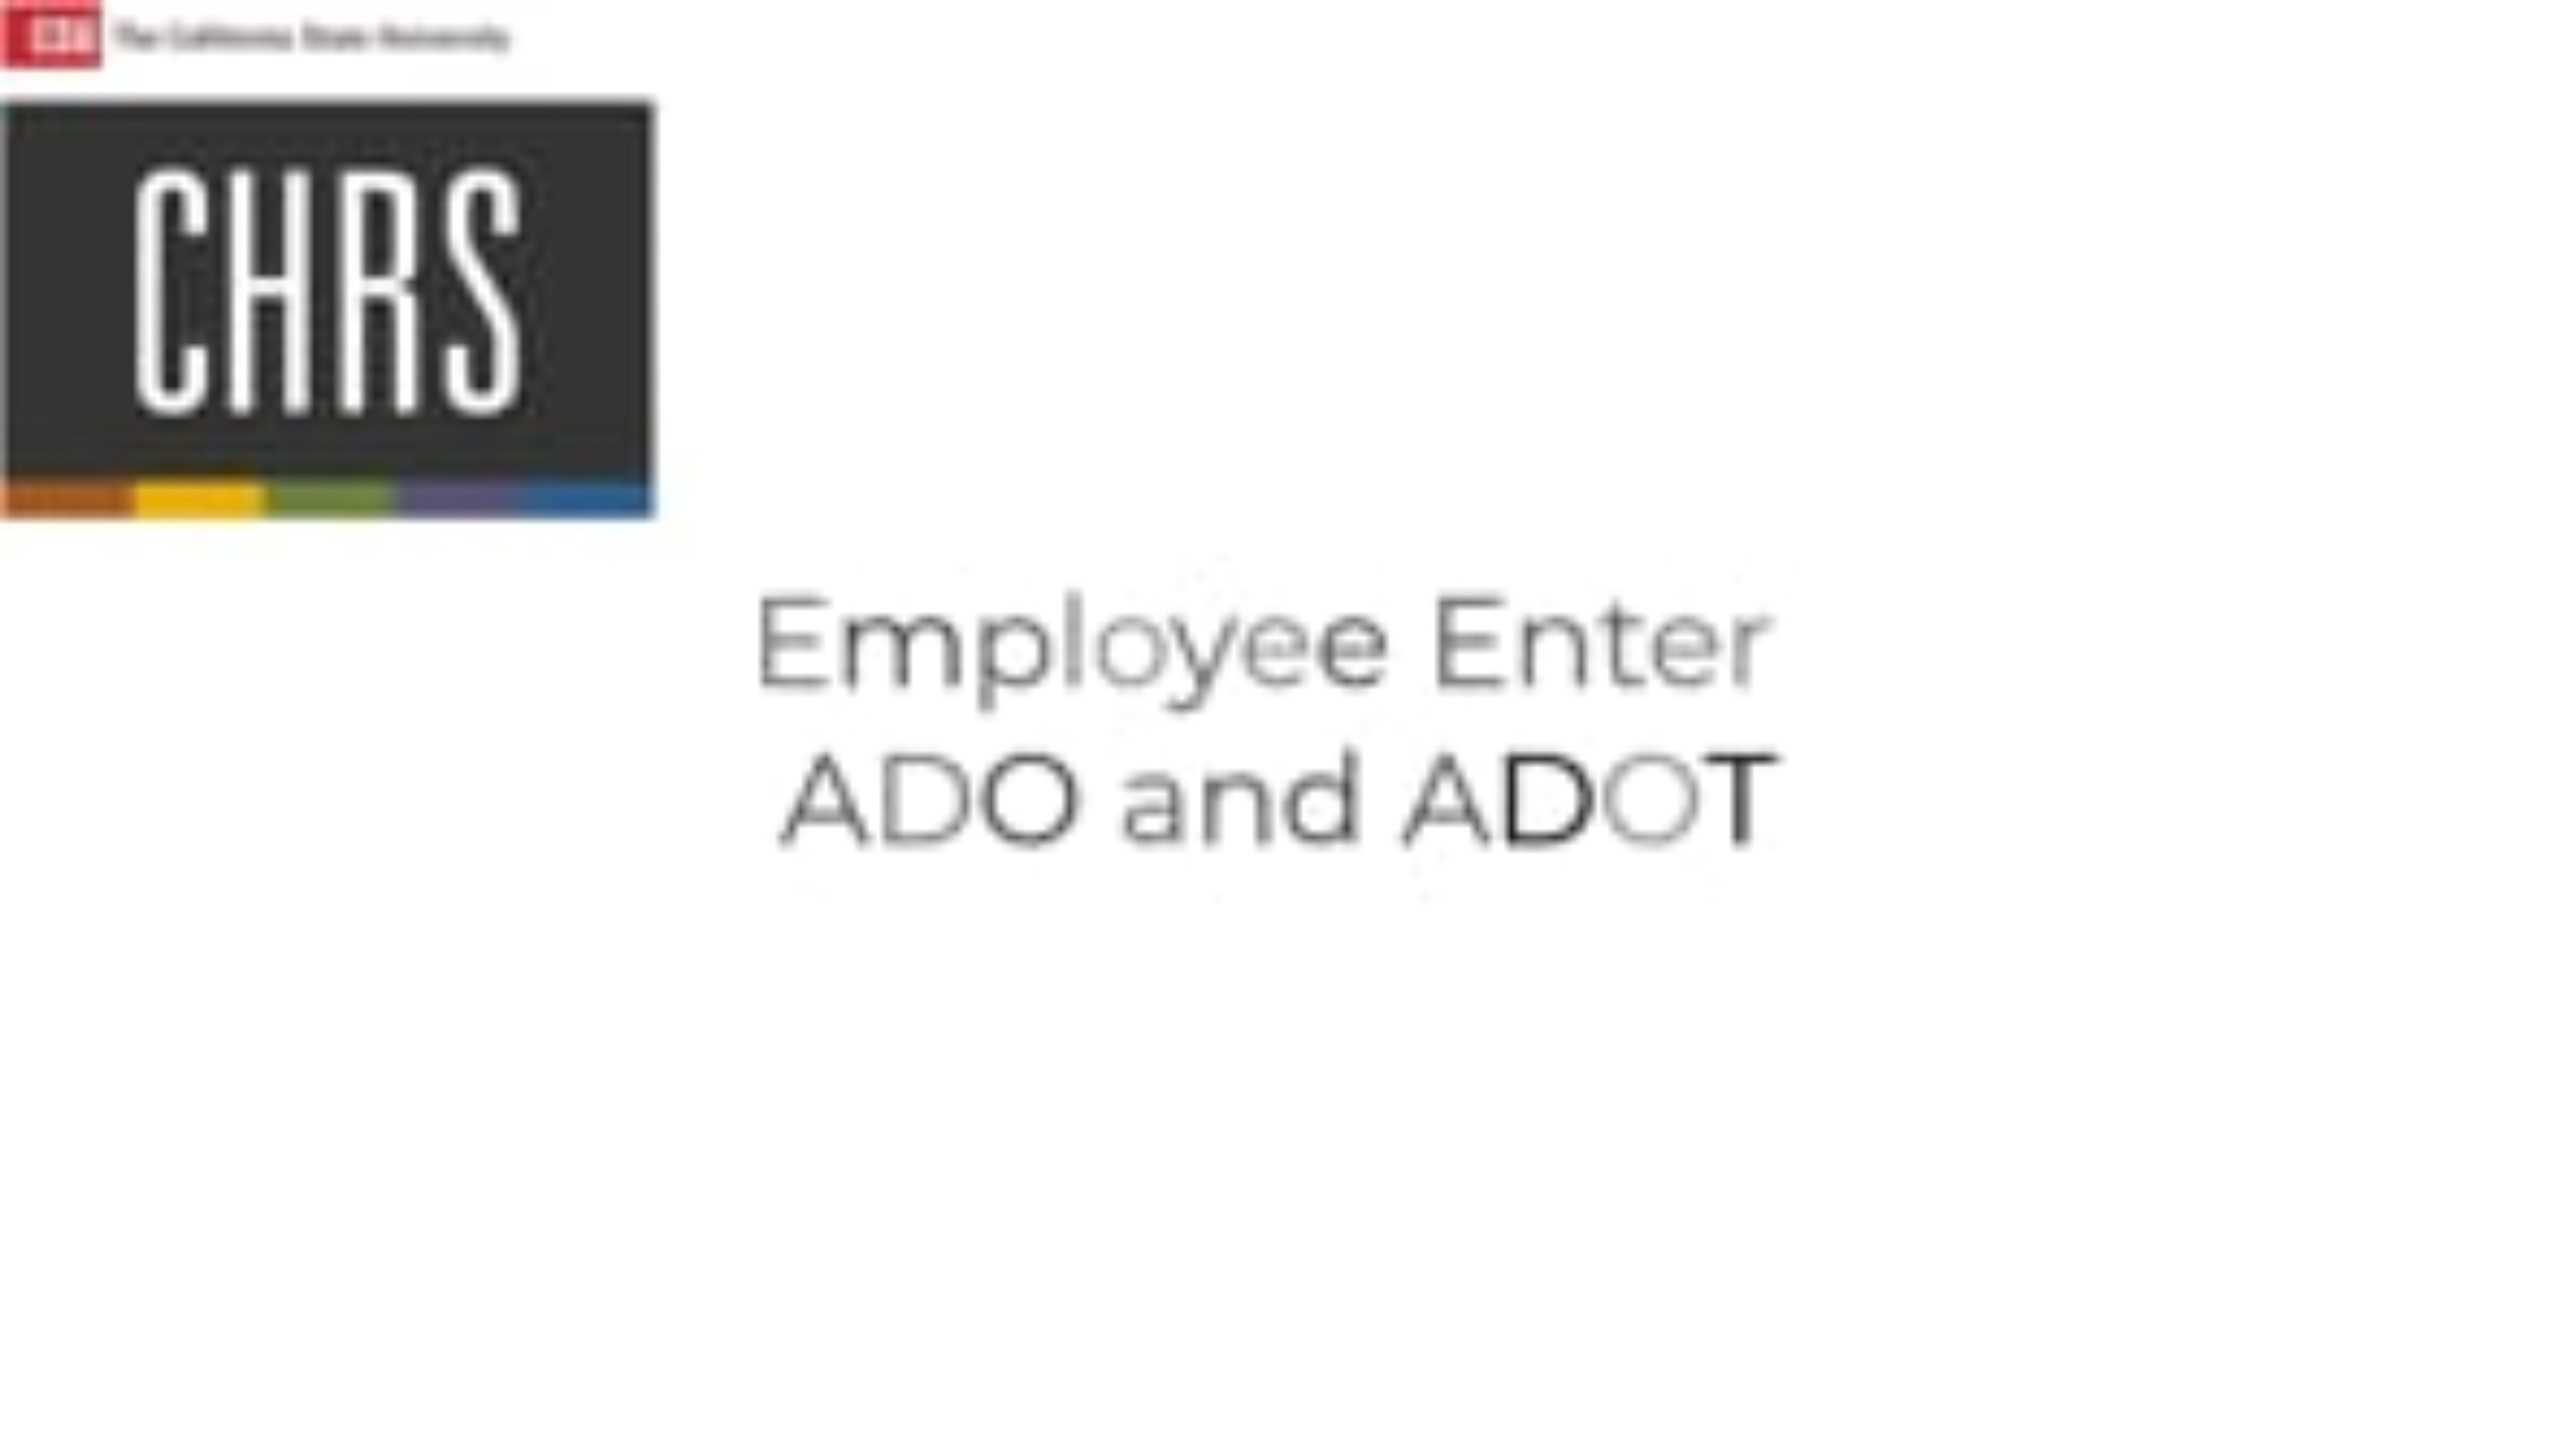 The California State University
CHRS
Employee Enter
ADO and ADOT